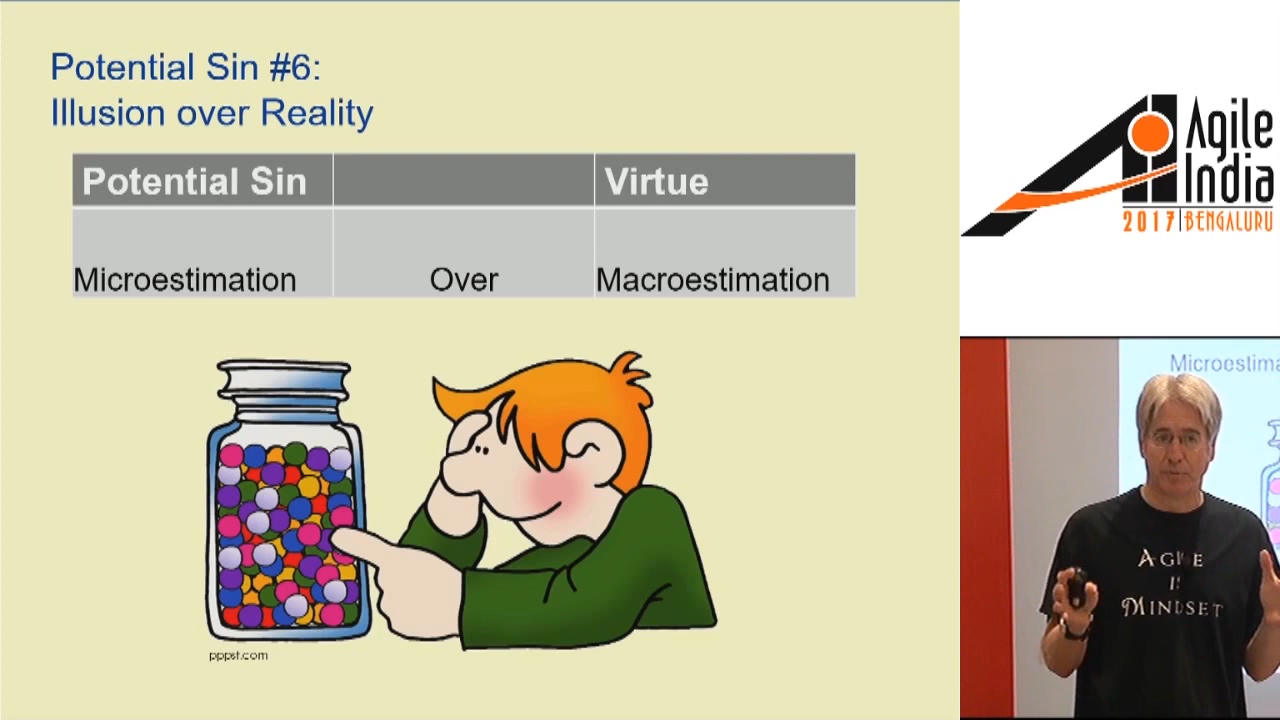 Potential Sin #6:
Illusion over Reality
Potential Sin
Virtue
Microestimation
Over
Macroestimation
pppst.com
Agile
India
2017 | BENGALURU
Microestima
AGILE
IS
MINDSET